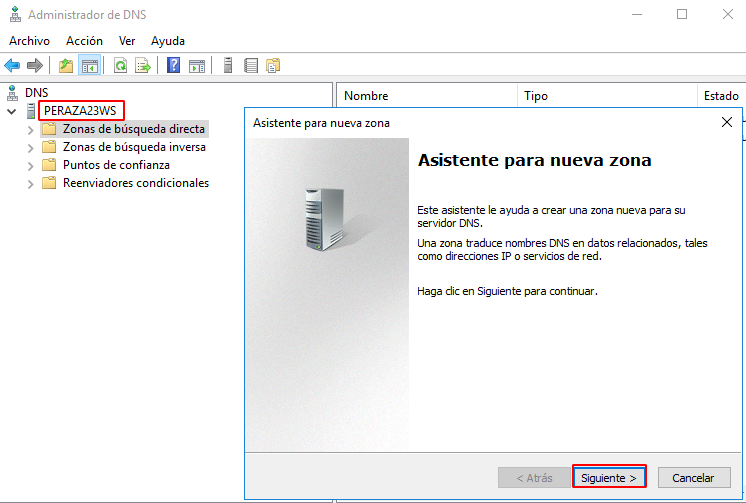 Administrador de DNS
Archivo Acción Ver Ayuda
DNS
PERAZA23WS
Zonas de búsqueda directa
Zonas de búsqueda inversa
Puntos de confianza
Reenviadores condicionales
Nombre Tipo Estado
Asistente para nueva zona
Asistente para nueva zona
Este asistente le ayuda a crear una zona nueva para su
servidor DNS.
Una zona traduce nombres DNS en datos relacionados, tales
como direcciones IP o servicios de red.
Haga clic en Siguiente para continuar.
< Atrás Siguiente > Cancelar